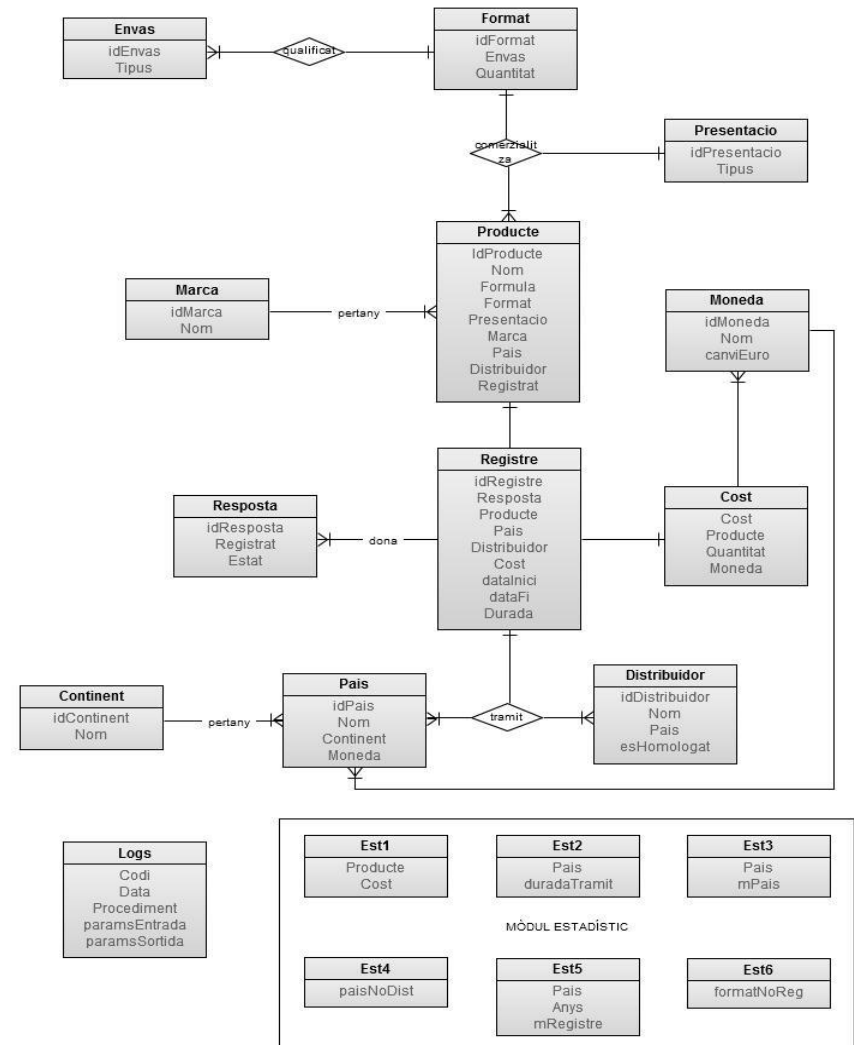 Envas
idEnvas
Tipus
qualificat
Format
idFormat
Envas
Quantitat
comerzialit
za
Presentacio
idPresentacio
Tipus
Producte
IdProducte
Nom
Formula
Format
Presentacio
Marca
Pais
Distribuidor
Registrat
Marca
idMarca
Nom
pertany
Moneda
idMoneda
Nom
canviEuro
Registre
idRegistre
Resposta
Producte
Pais
Distribuidor
Cost
dataInici
dataFi
Durada
Resposta
idResposta
Registrat
Estat
dona
Cost
Cost
Producte
Quantitat
Moneda
Continent
idContinent
Nom
pertany
Pais
idPais
Nom
Continent
Moneda
tramit
Distribuidor
idDistribuidor
Nom
Pais
esHomologat
Logs
Codi
Data
Procediment
paramsEntrada
paramsSortida
Est1
Producte
Cost
Est2
Pais
duradaTramit
Est3
Pais
mPais
MÒDUL ESTADÍSTIC
Est4
paisNoDist
Est5
Pais
Anys
mRegistre
Est6
formatNoReg